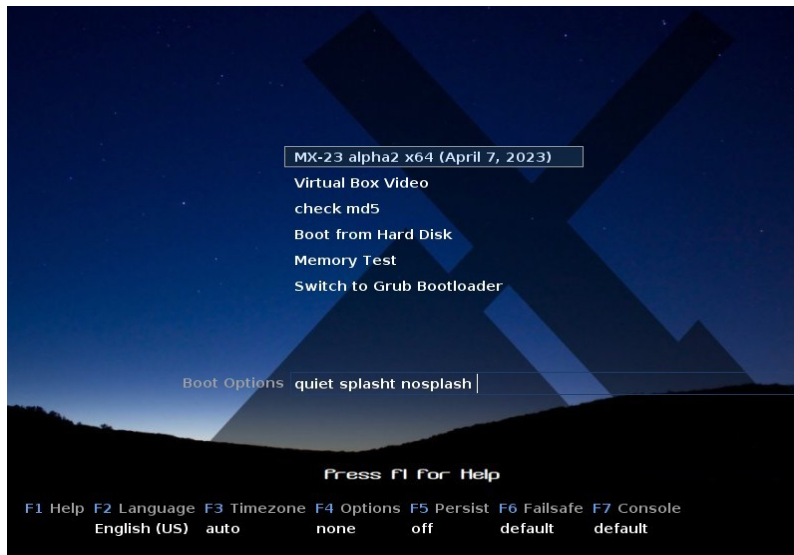 MX-23 alpha2 x64 (April 7, 2023)
Virtual Box Video
check md5
Boot from Hard Disk
Memory Test
Switch to Grub Bootloader
Boot Options quiet splasht nosplash
Press F1 for Help
F1 Help F2 Language F3 Timezone F4 Options F5 Persist F6 Failsafe F7 Console
English (US) auto none off default default